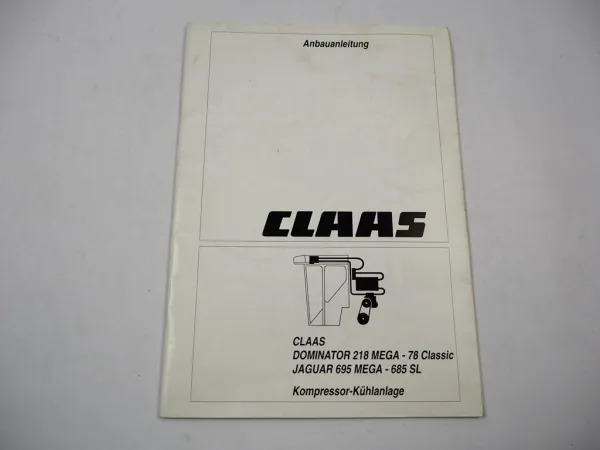 Anbauanleitung
CLAAS
CLAAS
DOMINATOR 218 MEGA - 78 Classic
JAGUAR 695 MEGA - 685 SL
Kompressor-Kühlanlage